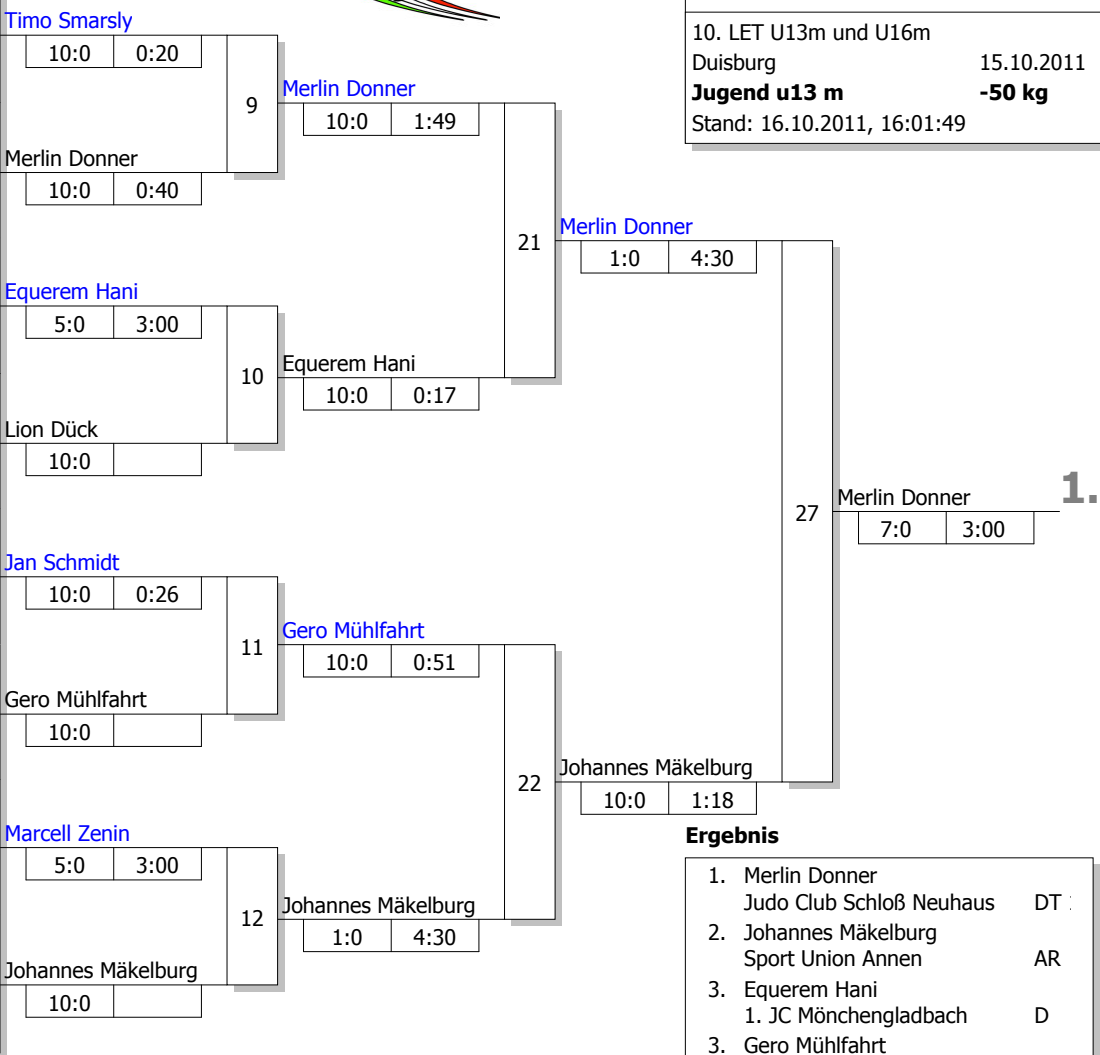 10. LET U13m und U16m
Duisburg 15.10.2011
Jugend u13 m -50 kg
Stand: 16.10.2011, 16:01:49
Timo Smarsly
10:0 0:20
9
Merlin Donner
10:0 0:40
Merlin Donner
10:0 1:49
21
Equerem Hani
5:0 3:00
10
Lion Dück
10:0
Equerem Hani
10:0 0:17
Merlin Donner
1:0 4:30
27
Merlin Donner 1.
7:0 3:00
Jan Schmidt
10:0 0:26
11
Gero Mühlfahrt
10:0
Gero Mühlfahrt
10:0 0:51
22
Marcell Zenin
5:0 3:00
12
Johannes Mäkelburg
10:0
Johannes Mäkelburg
1:0 4:30
Johannes Mäkelburg
10:0 1:18
Ergebnis
1. Merlin Donner
Judo Club Schloß Neuhaus DT
2. Johannes Mäkelburg
Sport Union Annen AR
3. Equerem Hani
1. JC Mönchengladbach D
3. Gero Mühlfahrt